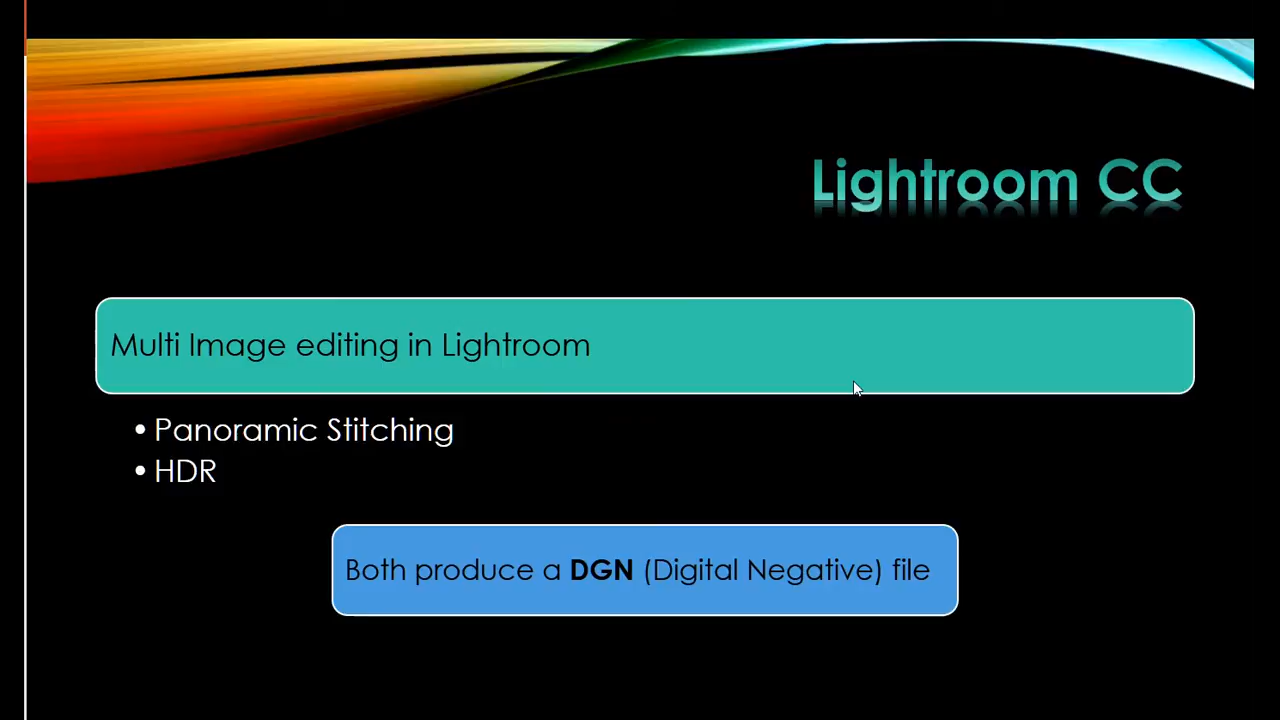 Lightroom CC
Multi Image editing in Lightroom
• Panoramic Stitching
• HDR
Both produce a DGN (Digital Negative) file